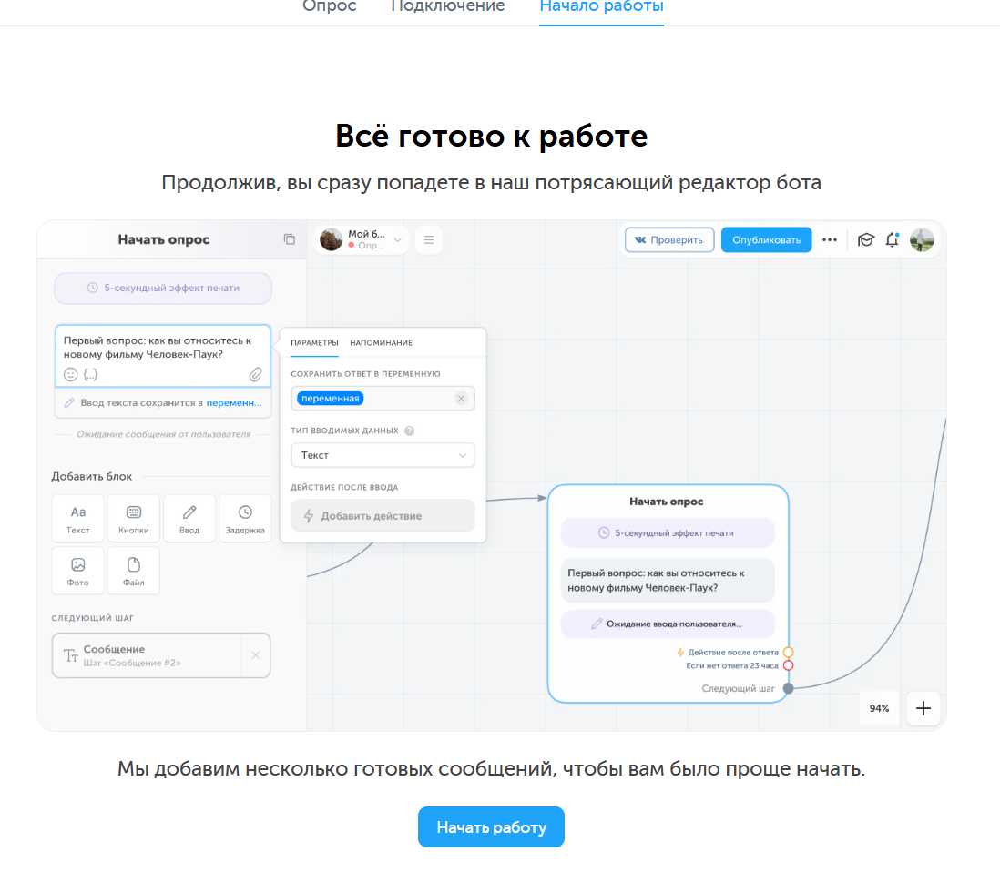 Опрос Подключение Начало работы
Всё готово к работе
Продолжив, вы сразу попадете в наш потрясающий редактор бота
Начать опрос
Мой б...
Опр...
Проверить
Опубликовать
5-секундный эффект печати
Первый вопрос: как вы относитесь к
новому фильму Человек-Паук?
{...}
Ввод текста сохранится в переменн...
Ожидание сообщения от пользователя
Добавить блок
Aa
Текст
Кнопки
Ввод
Задержка
Фото
Файл
СЛЕДУЮЩИЙ ШАГ
Tт
Сообщение
Шаг «Сообщение #2»
ПАРАМЕТРЫ НАПОМИНАНИЕ
СОХРАНИТЬ ОТВЕТ В ПЕРЕМЕННУЮ
переменная
ТИП ВВОДИМЫХ ДАННЫХ ?
Текст
ДЕЙСТВИЕ ПОСЛЕ ВВОДА
Добавить действие
Начать опрос
5-секундный эффект печати
Первый вопрос: как вы относитесь к
новому фильму Человек-Паук?
Ожидание ввода пользователя...
Действие после ответа
Если нет ответа 23 часа
Следующий шаг
94%
Мы добавим несколько готовых сообщений, чтобы вам было проще начать.
Начать работу